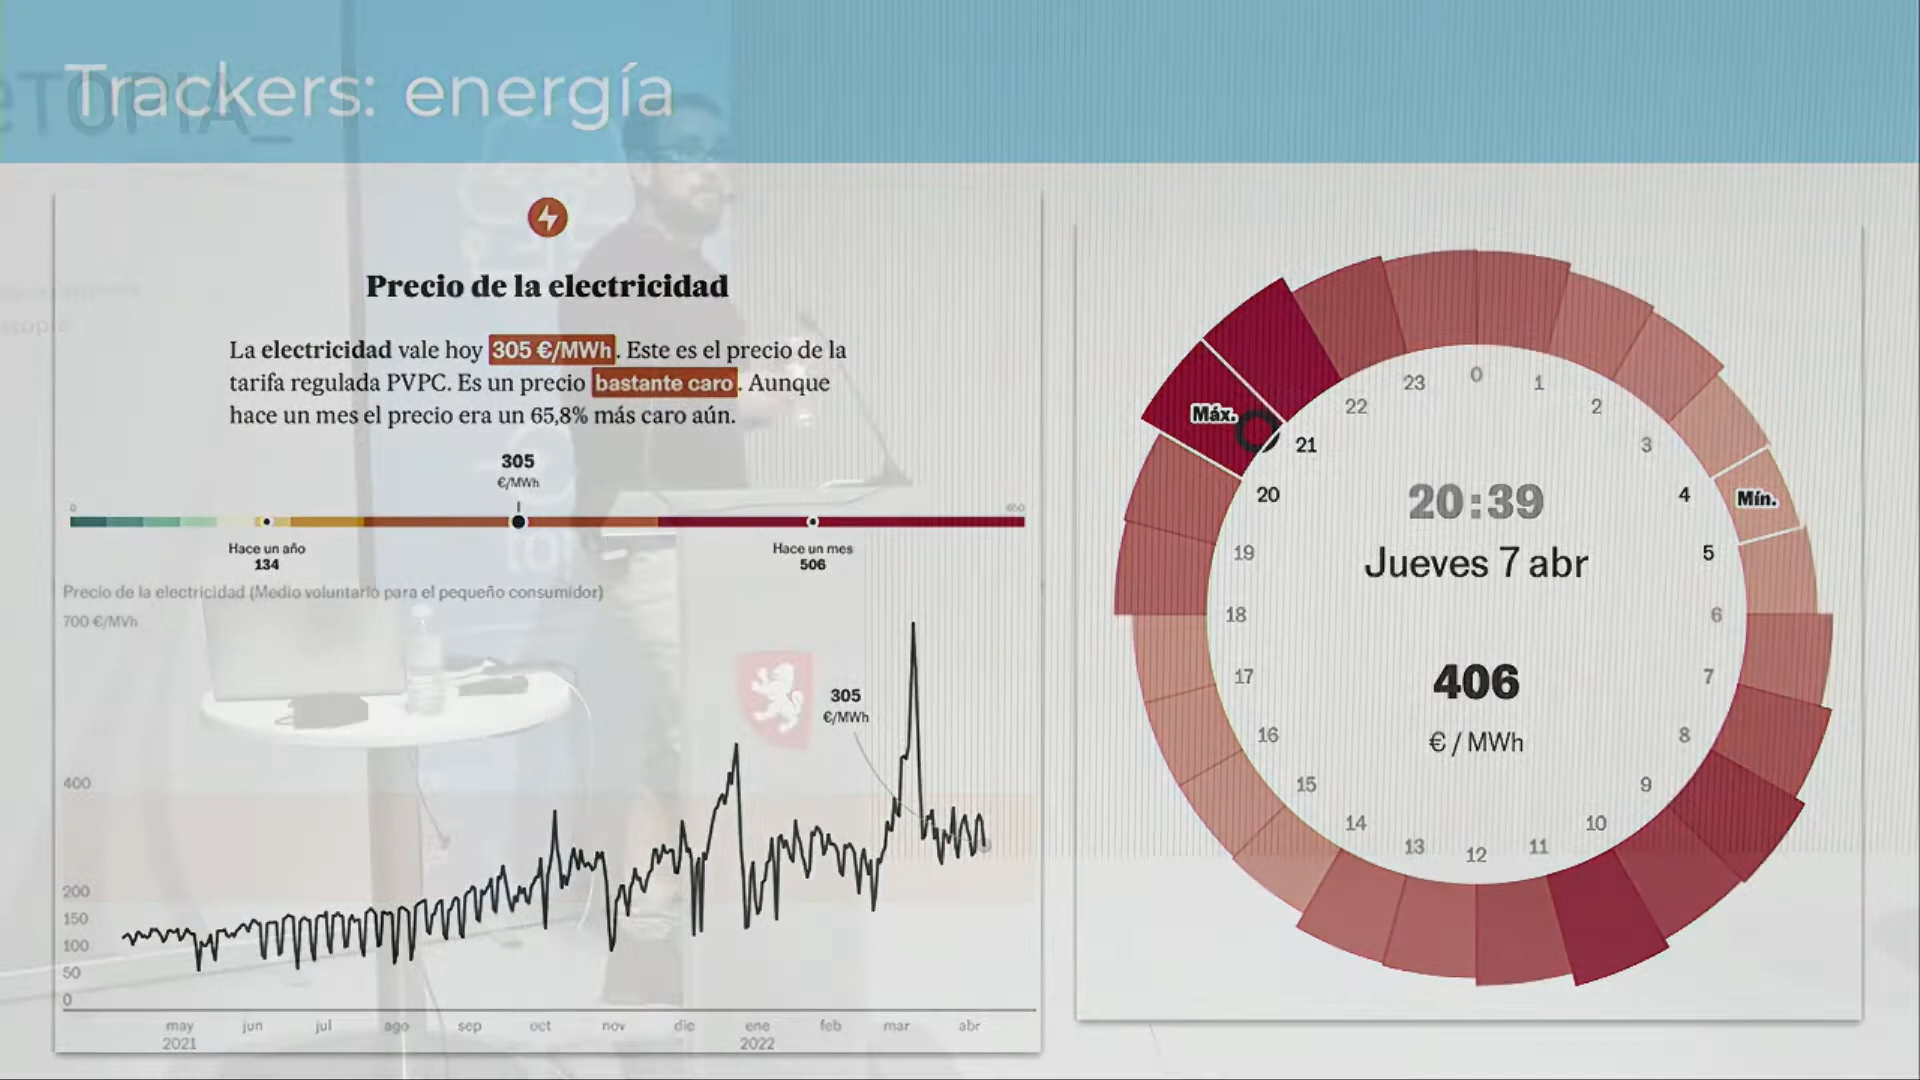 Trackers: energía
eTOPIA_
Precio de la electricidad
La electricidad vale hoy 305 €/MWh. Este es el precio de la
tarifa regulada PVPC. Es un precio bastante caro. Aunque
hace un mes el precio era un 65,8% más caro aún.
305
€/MWh
0
Hace un año
134
Hace un mes
506
Precio de la electricidad (Medio voluntario para el pequeño consumidor)
700 €/MVh
305
€/MWh
400
200
150
100
50
0
may jun jul ago sep oct nov dic ene feb mar abr
2021 2022
Máx.
Mín.
0
1
2
3
4
5
6
7
8
9
10
11
12
13
14
15
16
17
18
19
20
21
22
23
20:39
Jueves 7 abr
406
€ / MWh